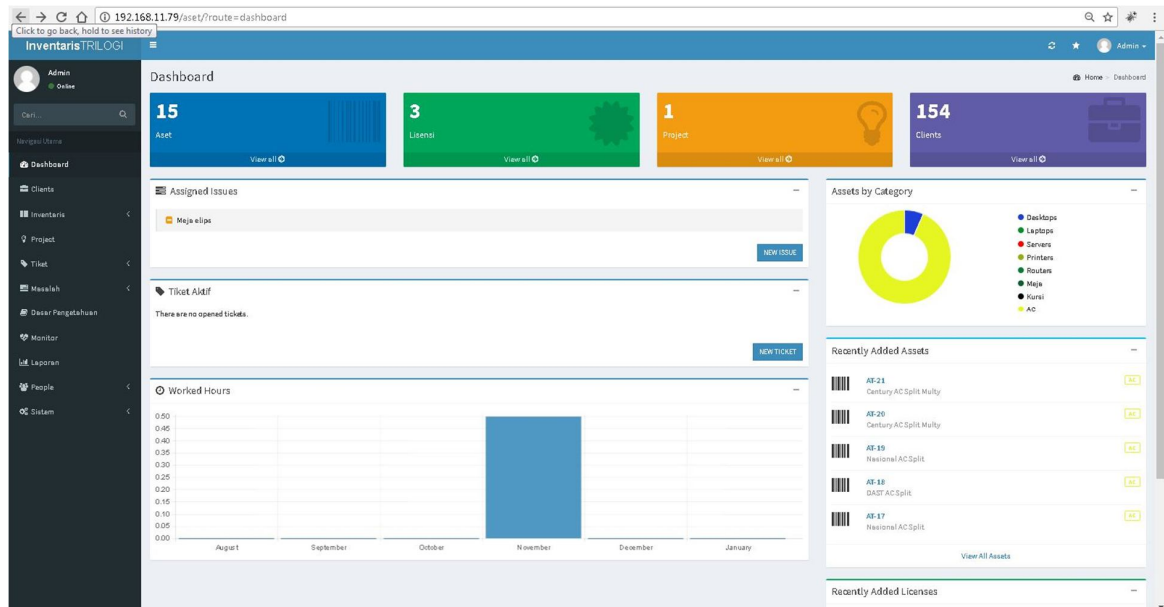 192.168.11.79/aset/?route=dashboard
Click to go back, hold to see history
InventarisTRILOGI
Admin
Admin
Online
Cari...
Navigasi Utama
Dashboard
Clients
Inventaris
Project
Tiket
Masalah
Dasar Pengetahuan
Monitor
Laporan
People
Sistem
Dashboard
Home > Dashboard
15
Aset
View all
3
Lisensi
View all
1
Project
View all
154
Clients
View all
Assigned Issues
Meja elips
NEW ISSUE
Tiket Aktif
There are no opened tickets.
NEW TICKET
Worked Hours
0.50
0.45
0.40
0.35
0.30
0.25
0.20
0.15
0.10
0.05
0.00
August September October November December January
Assets by Category
Desktops
Laptops
Servers
Printers
Routers
Meja
Kursi
AC
Recently Added Assets
AT-21 AC
Century AC Split Multy
AT-20 AC
Century AC Split Multy
AT-19 AC
Nasional AC Split
AT-18 AC
DAST AC Split
AT-17 AC
Nasional AC Split
View All Assets
Recently Added Licenses